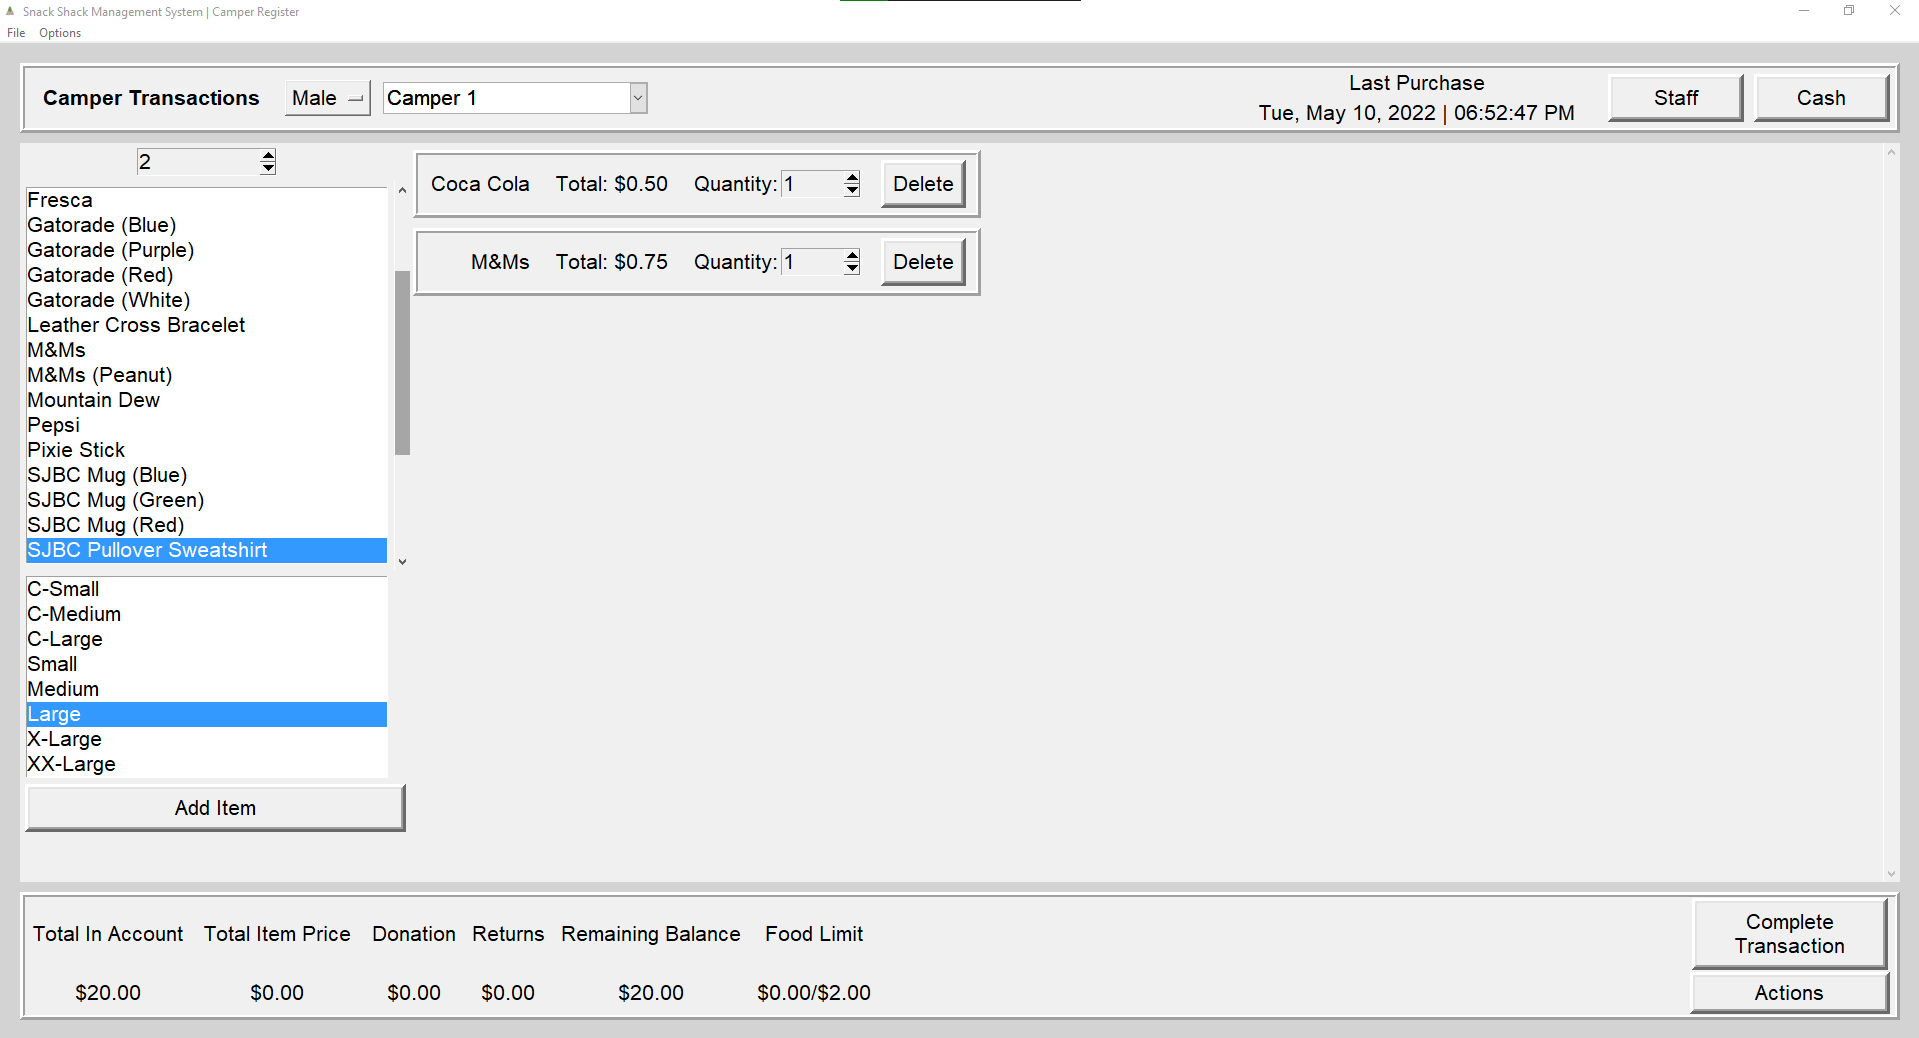 Snack Shack Management System | Camper Register
File Options
Camper Transactions Male Camper 1
Last Purchase
Tue, May 10, 2022 | 06:52:47 PM
Staff Cash
2
Fresca
Gatorade (Blue)
Gatorade (Purple)
Gatorade (Red)
Gatorade (White)
Leather Cross Bracelet
M&Ms
M&Ms (Peanut)
Mountain Dew
Pepsi
Pixie Stick
SJBC Mug (Blue)
SJBC Mug (Green)
SJBC Mug (Red)
SJBC Pullover Sweatshirt
C-Small
C-Medium
C-Large
Small
Medium
Large
X-Large
XX-Large
Add Item
Coca Cola Total: $0.50 Quantity: 1 Delete
M&Ms Total: $0.75 Quantity: 1 Delete
Total In Account Total Item Price Donation Returns Remaining Balance Food Limit
$20.00 $0.00 $0.00 $0.00 $20.00 $0.00/$2.00
Complete
Transaction
Actions